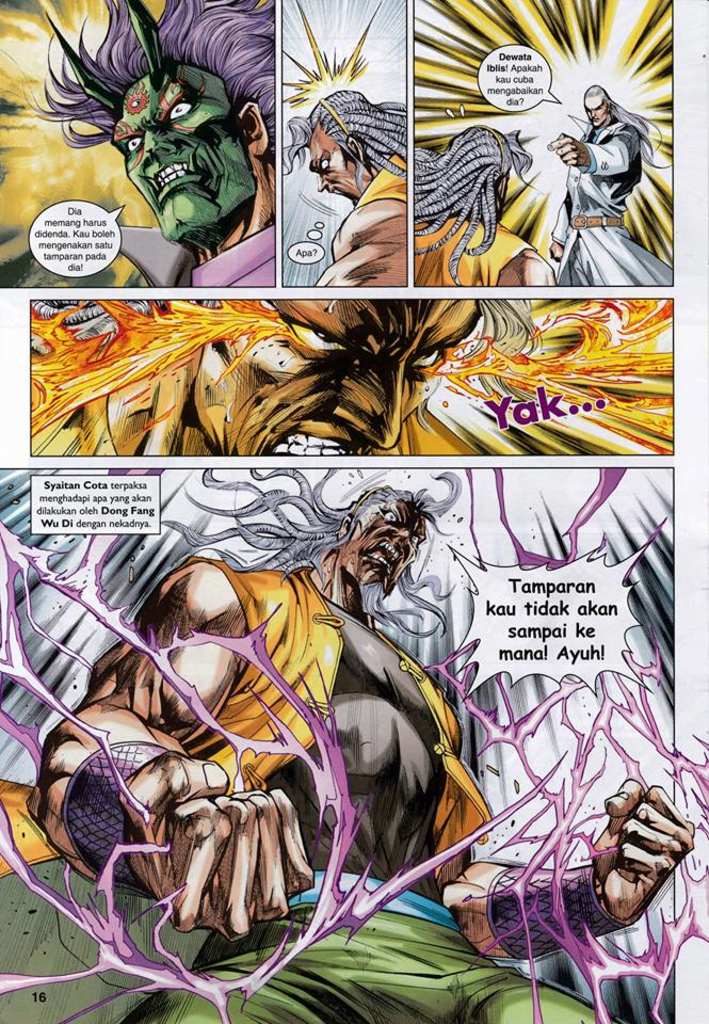 Dia
memang harus
didenda. Kau boleh
mengenakan satu
tamparan pada
dia!
Apa?
Dewata
Iblis! Apakah
kau cuba
mengabaikan
dia?
Yak...
Syaitan Cota terpaksa
menghadapi apa yang akan
dilakukan oleh Dong Fang
Wu Di dengan nekadnya.
Tamparan
kau tidak akan
sampai ke
mana! Ayuh!
16